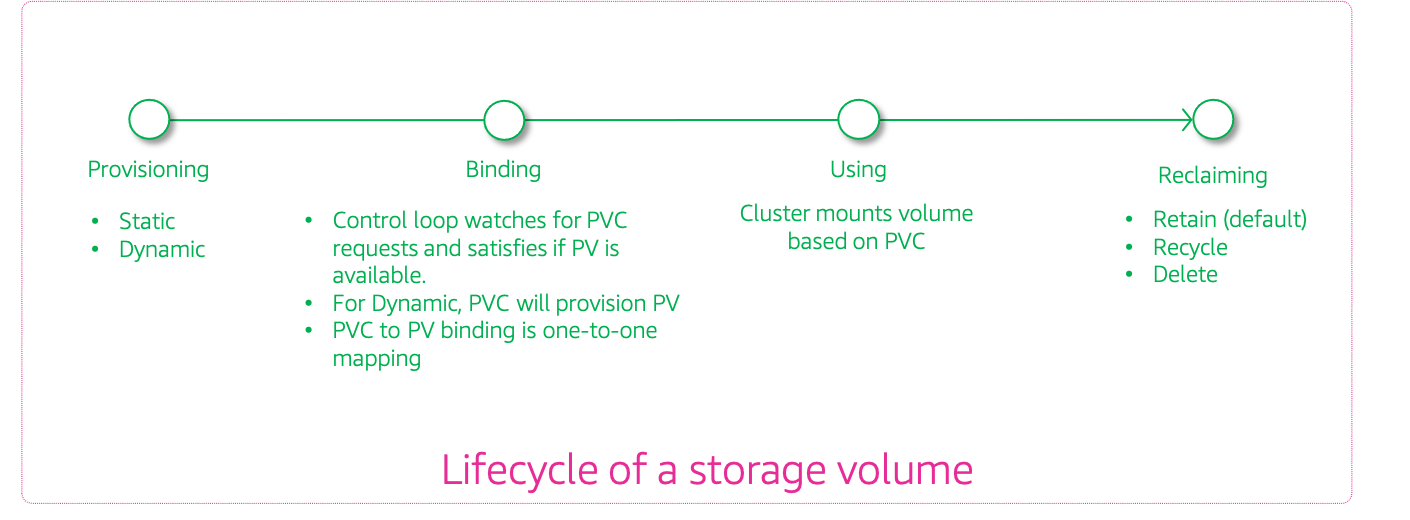 Provisioning
• Static
• Dynamic
Binding
• Control loop watches for PVC
requests and satisfies if PV is
available.
• For Dynamic, PVC will provision PV
• PVC to PV binding is one-to-one
mapping
Using
Cluster mounts volume
based on PVC
Reclaiming
• Retain (default)
• Recycle
• Delete
Lifecycle of a storage volume